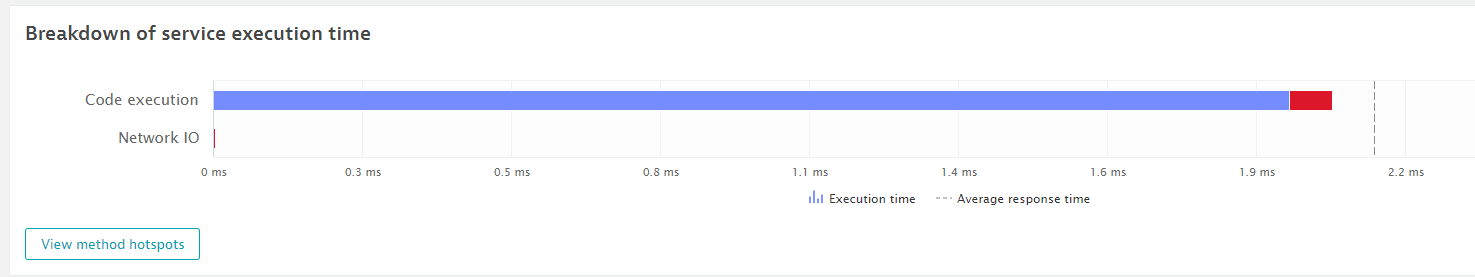 Breakdown of service execution time
Code execution
Network IO
0 ms 0.3 ms 0.5 ms 0.8 ms 1.1 ms 1.4 ms 1.6 ms 1.9 ms 2.2 ms
Execution time Average response time
View method hotspots